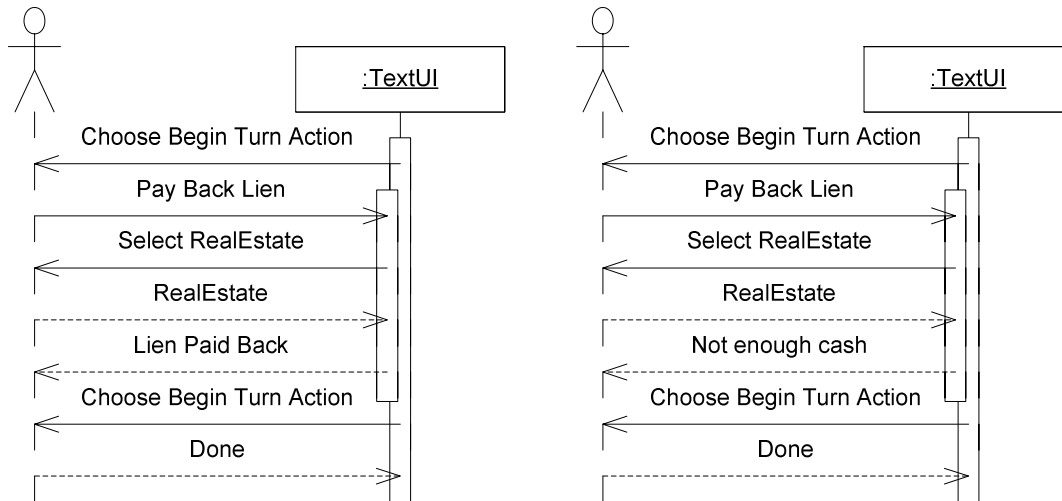 :TextUI
Choose Begin Turn Action
Pay Back Lien
Select RealEstate
RealEstate
Lien Paid Back
Choose Begin Turn Action
Done
:TextUI
Choose Begin Turn Action
Pay Back Lien
Select RealEstate
RealEstate
Not enough cash
Choose Begin Turn Action
Done